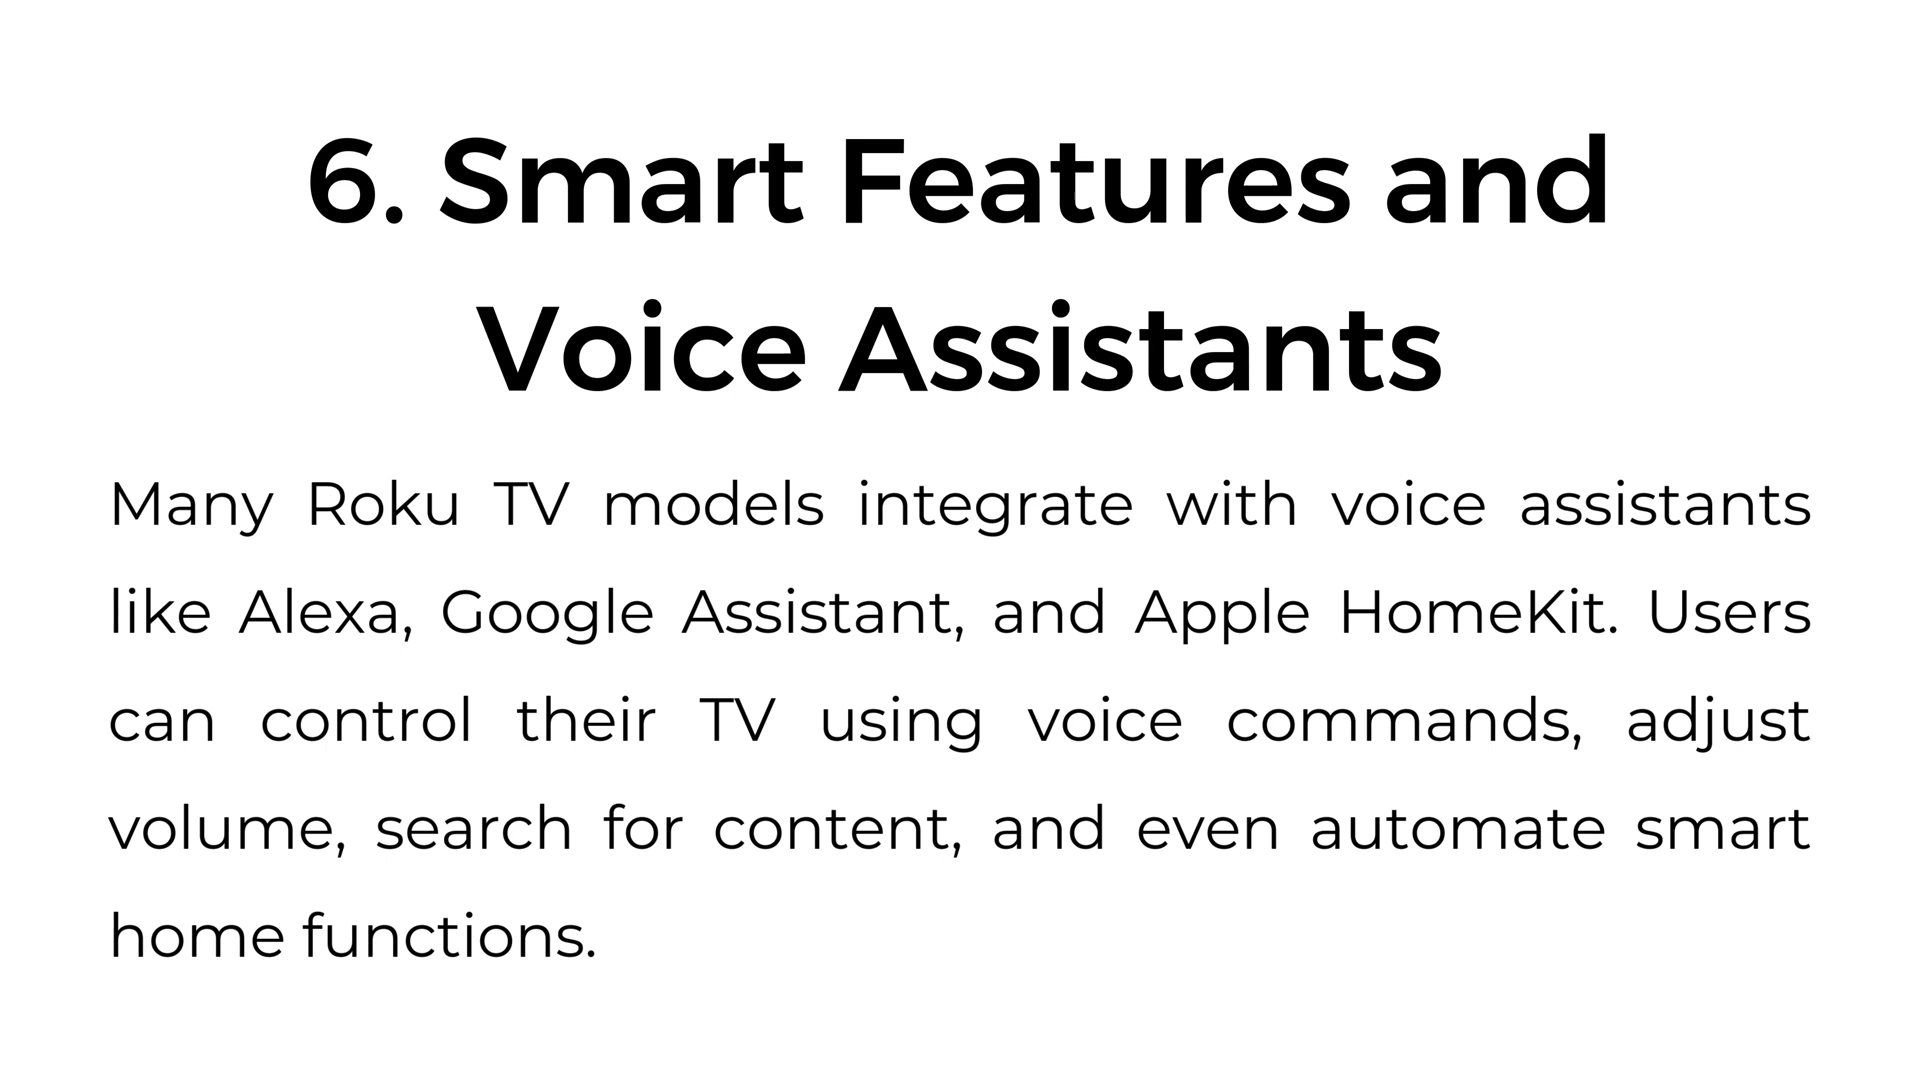 6. Smart Features and
Voice Assistants
Many Roku TV models integrate with voice assistants
like Alexa, Google Assistant, and Apple HomeKit. Users
can control their TV using voice commands, adjust
volume, search for content, and even automate smart
home functions.